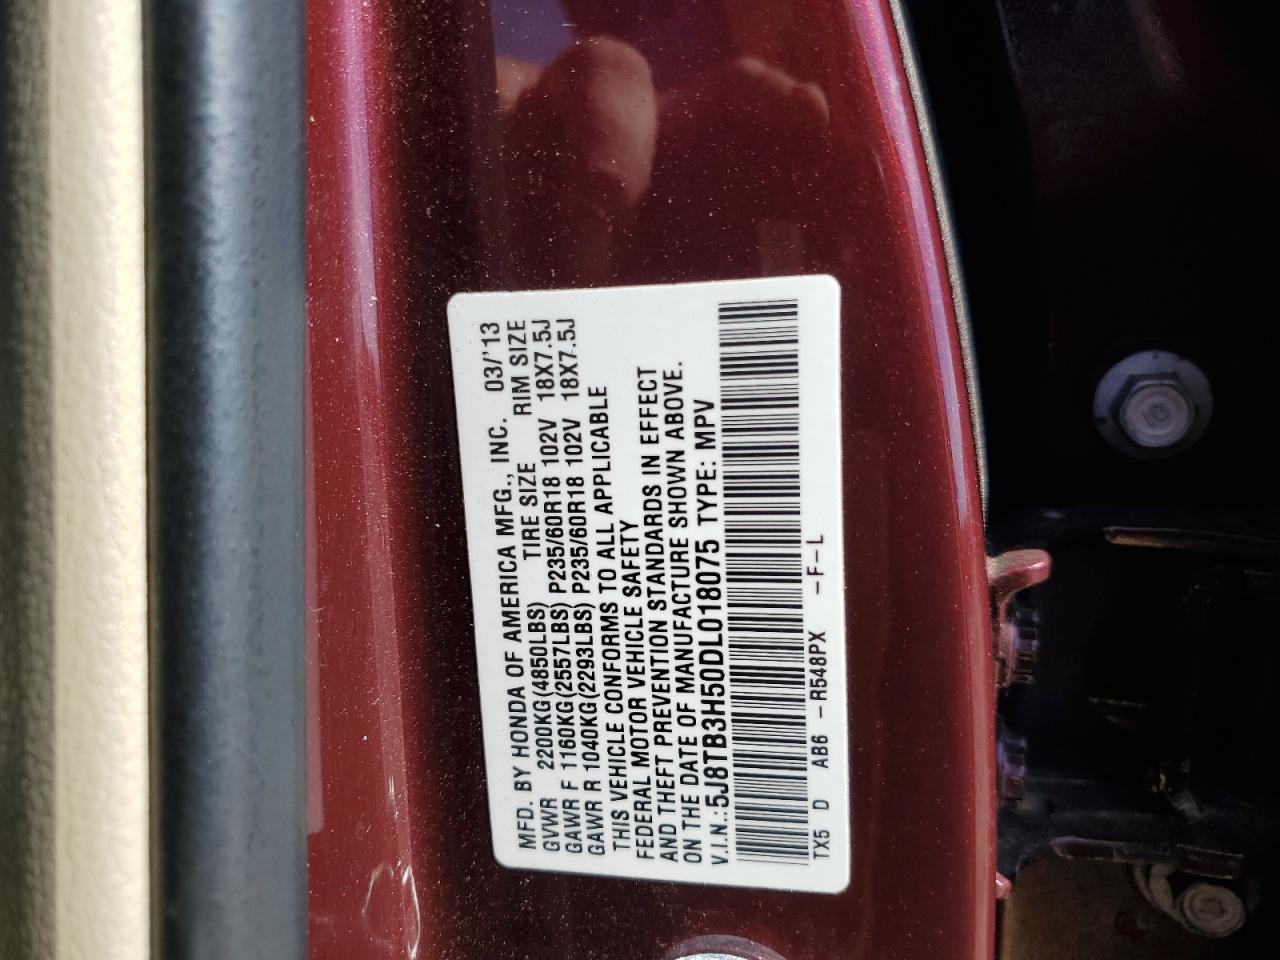 MFD. BY HONDA OF AMERICA MFG., INC. 03/'13
GVWR 2200KG(4850LBS) TIRE SIZE RIM SIZE
GAWR F 1160KG(2557LBS) P235/60R18 102V 18X7.5J
GAWR R 1040KG(2293LBS) P235/60R18 102V 18X7.5J
THIS VEHICLE CONFORMS TO ALL APPLICABLE
FEDERAL MOTOR VEHICLE SAFETY
AND THEFT PREVENTION STANDARDS IN EFFECT
ON THE DATE OF MANUFACTURE SHOWN ABOVE.
V.I.N.:5J8TB3H50DL018075 TYPE: MPV
TX5 D AB6 -R548PX -F-L
10